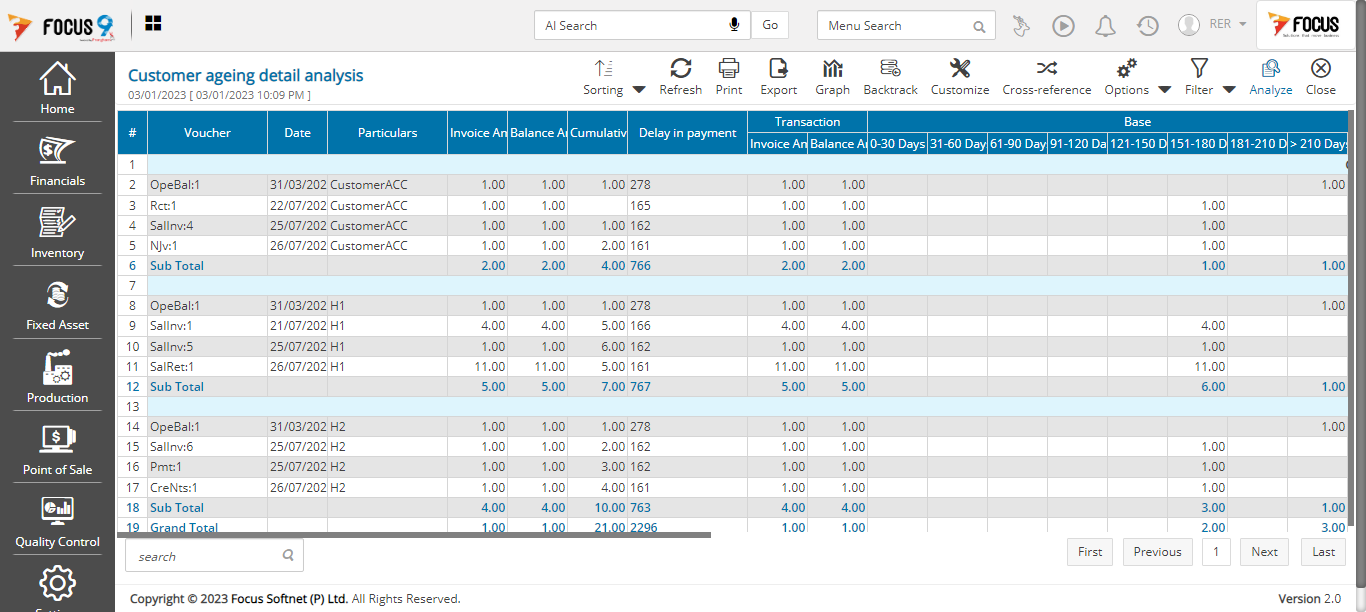 FOCUS 9
AI Search Go Menu Search RER FOCUS
Home
Financials
Inventory
Fixed Asset
Production
Point of Sale
Quality Control
Customer ageing detail analysis
03/01/2023 [ 03/01/2023 10:09 PM ]
Sorting Refresh Print Export Graph Backtrack Customize Cross-reference Options Filter Analyze Close
# Voucher Date Particulars Invoice Am Balance Am Cumulativ Delay in payment Transaction Base
Invoice Am Balance Am 0-30 Days 31-60 Day 61-90 Day 91-120 Da 121-150 D 151-180 D 181-210 D > 210 Days
1
2 OpeBal:1 31/03/202 CustomerACC 1.00 1.00 1.00 278 1.00 1.00 1.00
3 Rct:1 22/07/202 CustomerACC 1.00 1.00 165 1.00 1.00 1.00
4 SalInv:4 25/07/202 CustomerACC 1.00 1.00 1.00 162 1.00 1.00 1.00
5 NJv:1 26/07/202 CustomerACC 1.00 1.00 2.00 161 1.00 1.00 1.00
6 Sub Total 2.00 2.00 4.00 766 2.00 2.00 1.00 1.00
7
8 OpeBal:1 31/03/202 H1 1.00 1.00 1.00 278 1.00 1.00 1.00
9 SalInv:1 21/07/202 H1 4.00 4.00 5.00 166 4.00 4.00 4.00
10 SalInv:5 25/07/202 H1 1.00 1.00 6.00 162 1.00 1.00 1.00
11 SalRet:1 26/07/202 H1 11.00 11.00 5.00 161 11.00 11.00 11.00
12 Sub Total 5.00 5.00 7.00 767 5.00 5.00 6.00 1.00
13
14 OpeBal:1 31/03/202 H2 1.00 1.00 1.00 278 1.00 1.00 1.00
15 SalInv:6 25/07/202 H2 1.00 1.00 2.00 162 1.00 1.00 1.00
16 Pmt:1 25/07/202 H2 1.00 1.00 3.00 162 1.00 1.00 1.00
17 CreNts:1 26/07/202 H2 1.00 1.00 4.00 161 1.00 1.00 1.00
18 Sub Total 4.00 4.00 10.00 763 4.00 4.00 3.00 1.00
19 Grand Total 1.00 1.00 21.00 2296 1.00 1.00 2.00 3.00
search First Previous 1 Next Last
Copyright © 2023 Focus Softnet (P) Ltd. All Rights Reserved. Version 2.0